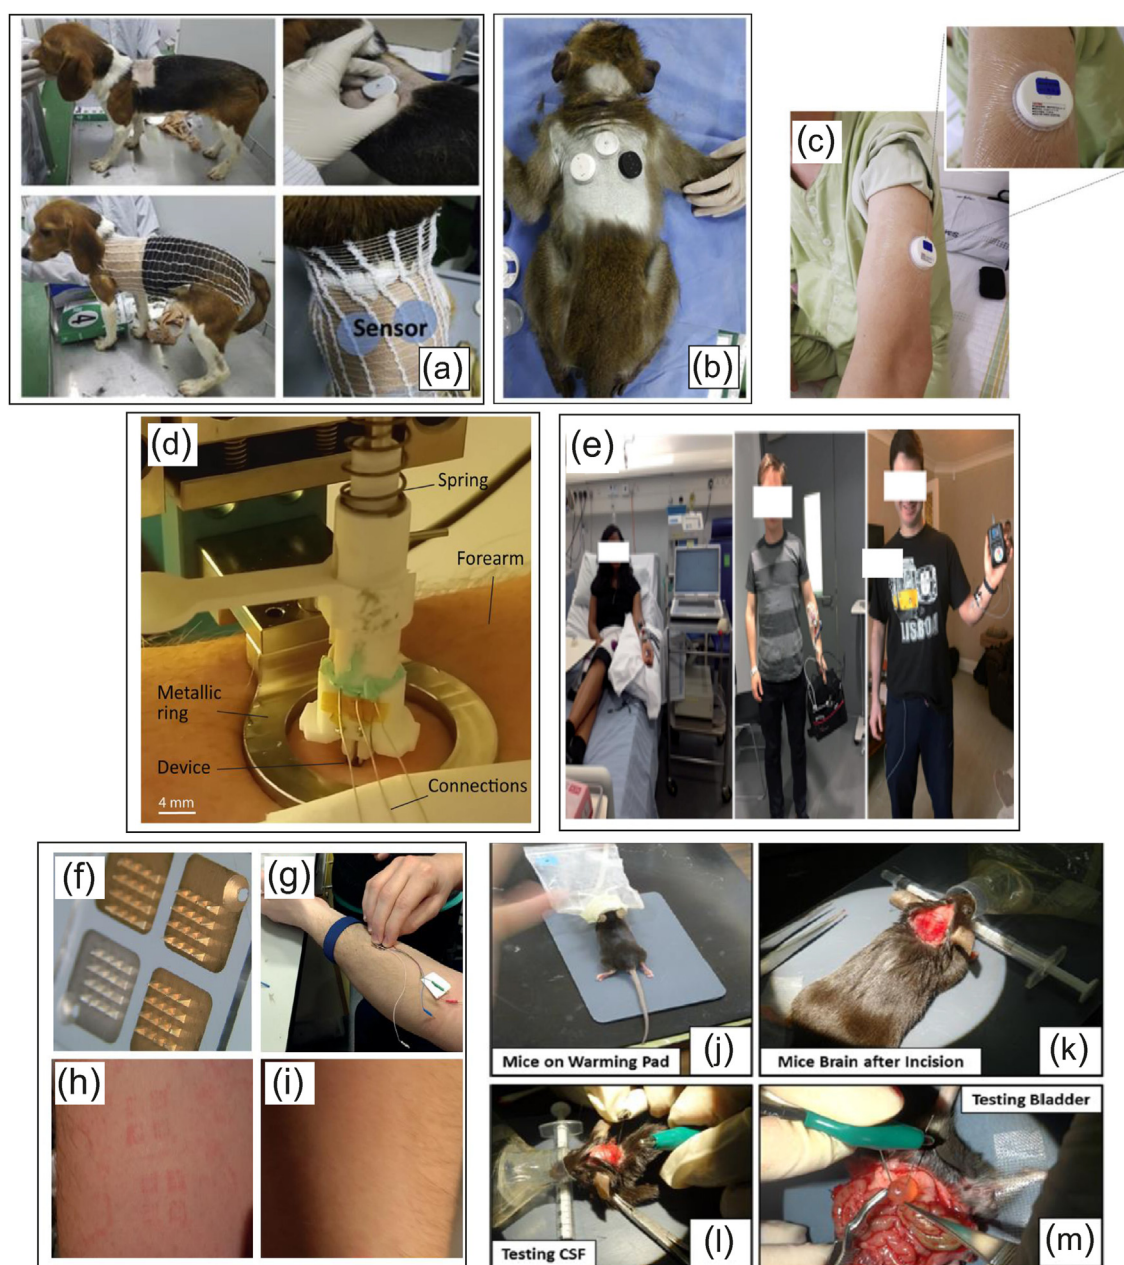 Sensor
4
(a)
(b)
(c)
(d)
Spring
Forearm
Metallic
ring
Device
Connections
4 mm
(e)
LISBOA
(f)
(g)
(h)
(i)
Mice on Warming Pad
(j)
Mice Brain after Incision
(k)
Testing CSF
(l)
Testing Bladder
(m)